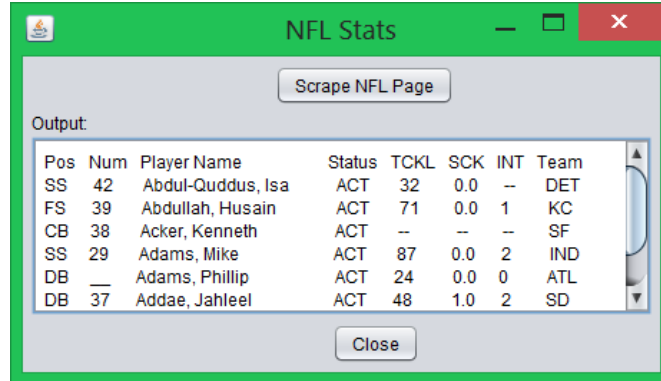 NFL Stats
Scrape NFL Page
Output:
Pos Num Player Name Status TCKL SCK INT Team
SS 42 Abdul-Quddus, Isa ACT 32 0.0 -- DET
FS 39 Abdullah, Husain ACT 71 0.0 1 KC
CB 38 Acker, Kenneth ACT -- -- -- SF
SS 29 Adams, Mike ACT 87 0.0 2 IND
DB __ Adams, Phillip ACT 24 0.0 0 ATL
DB 37 Addae, Jahleel ACT 48 1.0 2 SD
Close